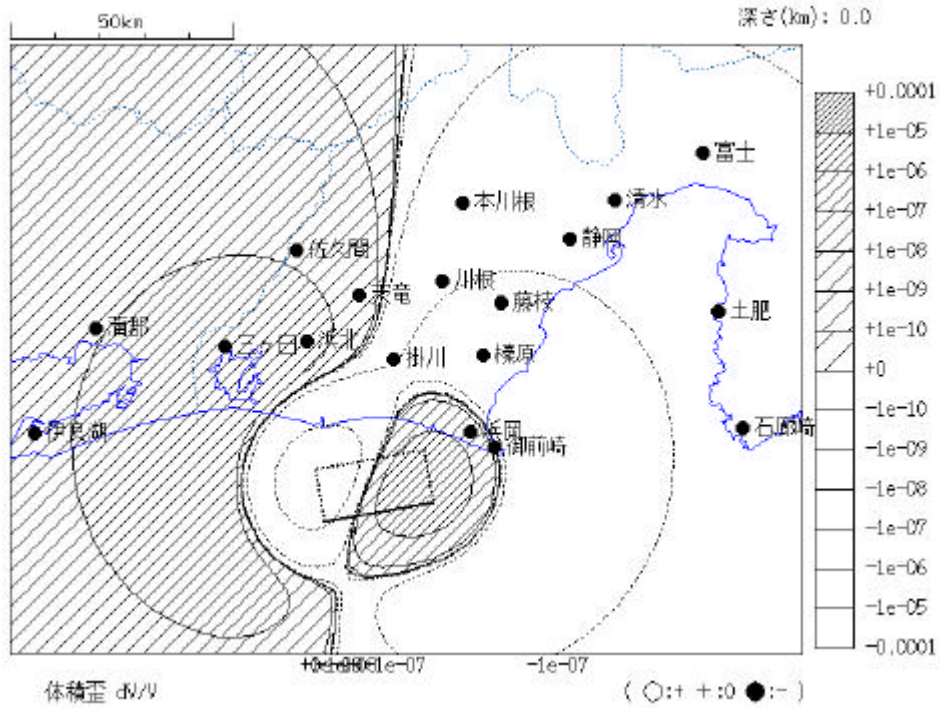 50km
深さ(km): 0.0
+0.0001
+1e-05
+1e-06
+1e-07
+1e-08
+1e-09
+1e-10
+0
-1e-10
-1e-09
-1e-08
-1e-07
-1e-06
-1e-05
-0.0001
富士
本川根
清水
静岡
佐久間
川根
天竜
藤枝
土肥
蒲郡
三ケ日
浜北
掛川
榛原
伊良湖
浜岡
御前崎
石廊崎
1e-07
-1e-07
体積歪 dV/V
( ○:+ +:0 ●:- )